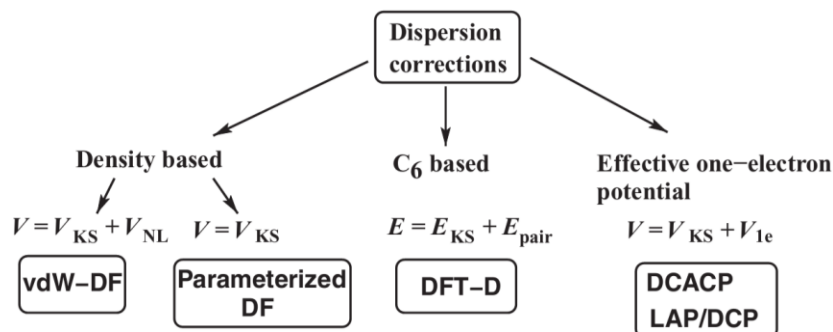 Dispersion
corrections
Density based
C6 based
Effective one−electron
potential
V = VKS + VNL
V = VKS
E = EKS + Epair
V = VKS + V1e
vdW−DF
Parameterized
DF
DFT−D
DCACP
LAP/DCP